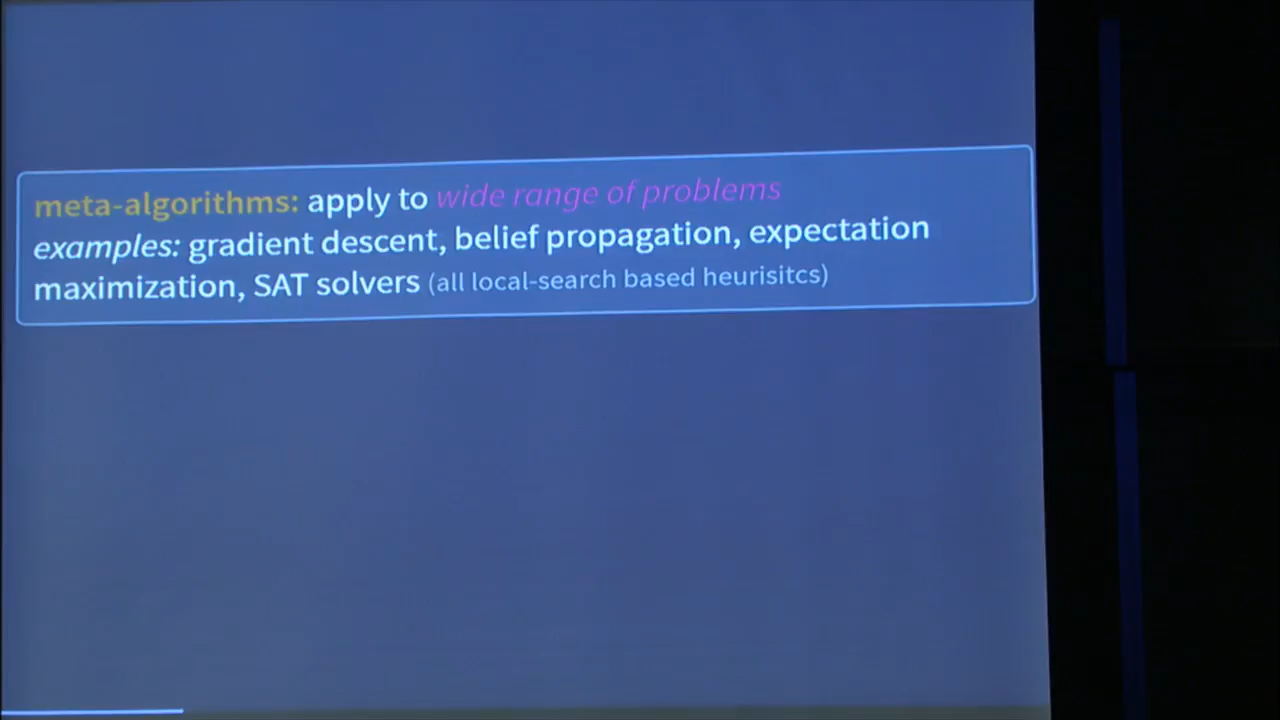 meta-algorithms: apply to wide range of problems
examples: gradient descent, belief propagation, expectation
maximization, SAT solvers (all local-search based heurisitcs)